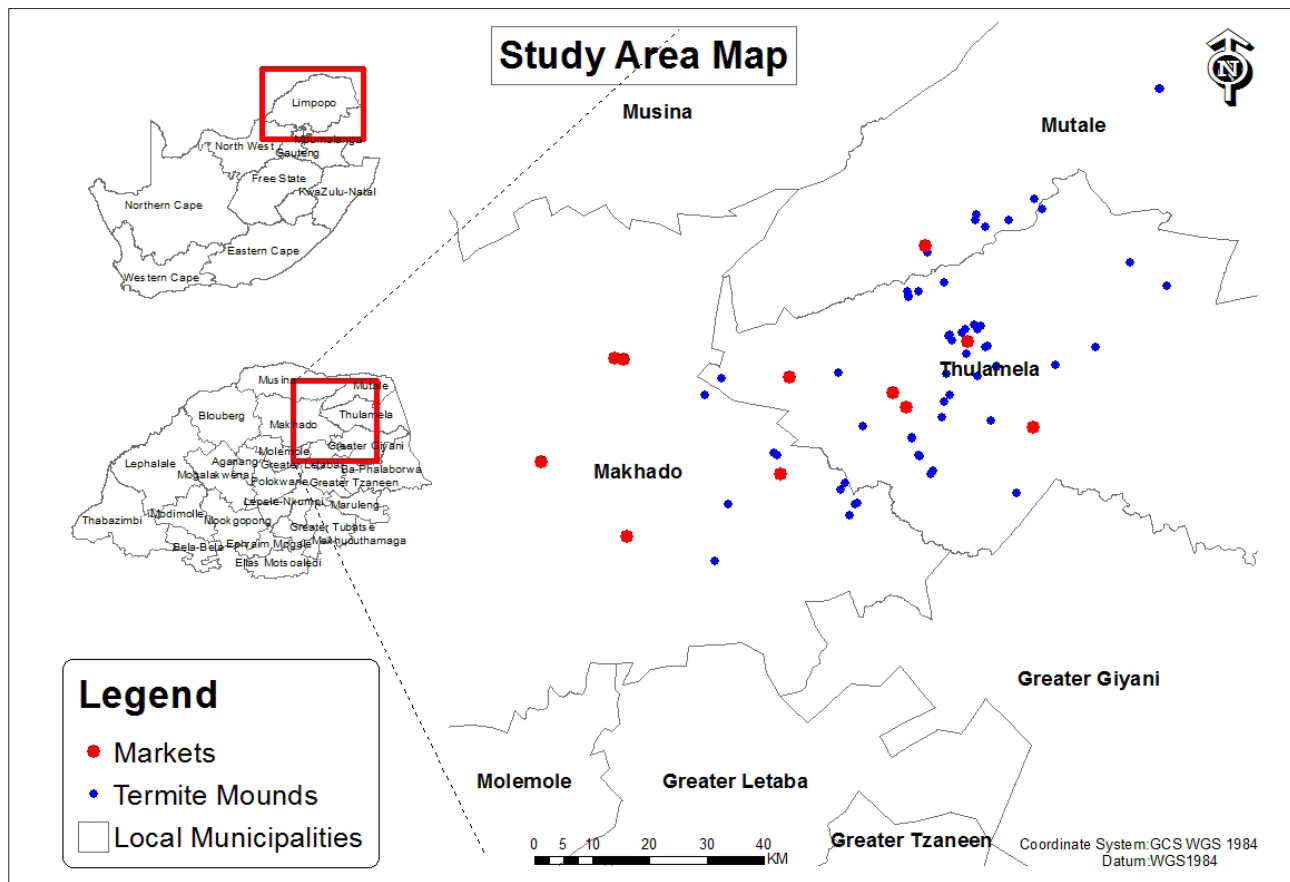 Study Area Map
N
Limpopo
Mpumalanga
North West
Gauteng
Free State
KwaZulu-Natal
Northern Cape
Eastern Cape
Western Cape
Musina
Mutale
Blouberg
Thulamela
Makhado
Molemole
Greater Giyani
Lephalale
Aganang
Greater Letaba
Mogalakwena
Ba-Phalaborwa
Polokwane
Greater Tzaneen
Lepele-Nkumpi
Maruleng
Modimolle
Thabazimbi
Mookgopong
Greater Tubatse
Bela-Bela
Ephraim Mogale
Makhuduthamaga
Elias Motsoaledi
Musina
Mutale
Thulamela
Makhado
Greater Giyani
Molemole
Greater Letaba
Greater Tzaneen
Legend
Markets
Termite Mounds
Local Municipalities
0 5 10 20 30 40
KM
Coordinate System:GCS WGS 1984
Datum:WGS1984